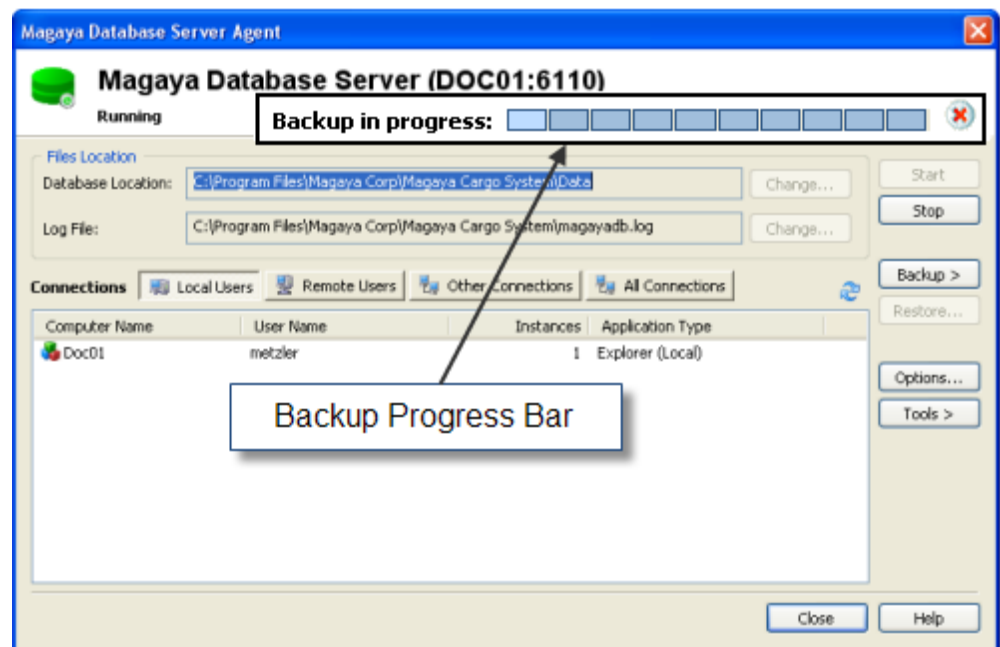 Magaya Database Server Agent
Magaya Database Server (DOC01:6110)
Running
Backup in progress:
Files Location
Database Location: C:\Program Files\Magaya Corp\Magaya Cargo System\Data Change...
Log File: C:\Program Files\Magaya Corp\Magaya Cargo System\magayadb.log Change...
Start
Stop
Connections Local Users Remote Users Other Connections All Connections
Backup >
Restore...
Computer Name User Name Instances Application Type
Doc01 metzler 1 Explorer (Local)
Options...
Tools >
Backup Progress Bar
Close Help